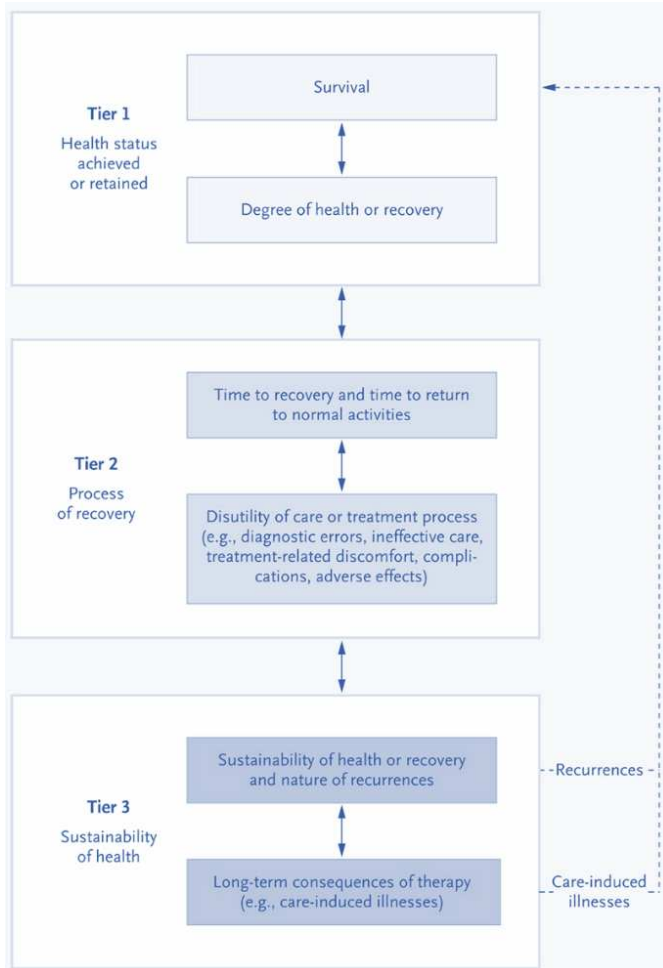 Survival
Tier 1
Health status
achieved
or retained
Degree of health or recovery
Time to recovery and time to return
to normal activities
Tier 2
Process
of recovery
Disutility of care or treatment process
(e.g., diagnostic errors, ineffective care,
treatment-related discomfort, compli-
cations, adverse effects)
Sustainability of health or recovery
and nature of recurrences
Recurrences
Tier 3
Sustainability
of health
Long-term consequences of therapy
(e.g., care-induced illnesses)
Care-induced
illnesses